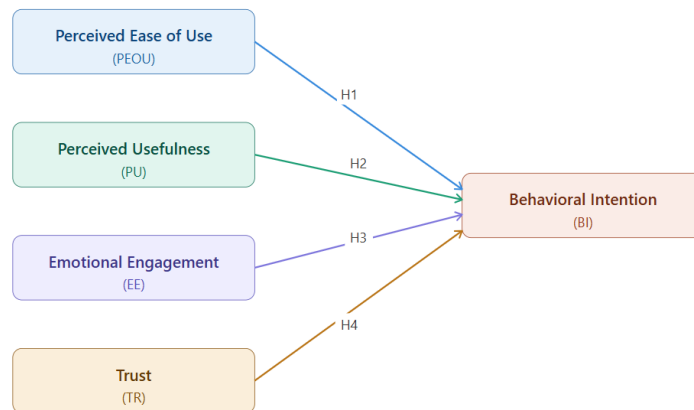 Perceived Ease of Use
(PEOU)
H1
Perceived Usefulness
(PU)
H2
Behavioral Intention
(BI)
Emotional Engagement
(EE)
H3
H4
Trust
(TR)